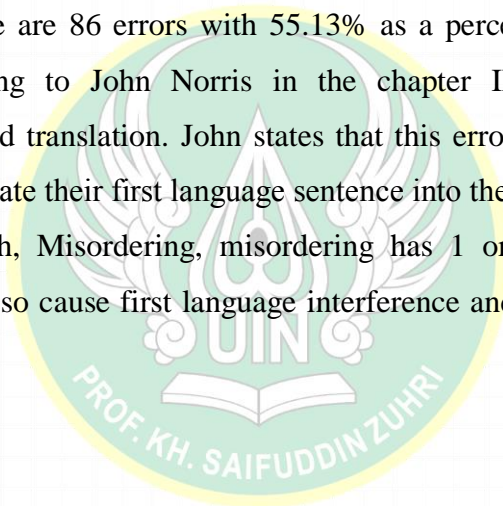 e are 86 errors with 55.13% as a perce
ng to John Norris in the chapter I
d translation. John states that this erro
ate their first language sentence into the
h, Misordering, misordering has 1 or
so cause first language interference and
UIN
PROF. KH. SAIFUDDIN ZUHRI